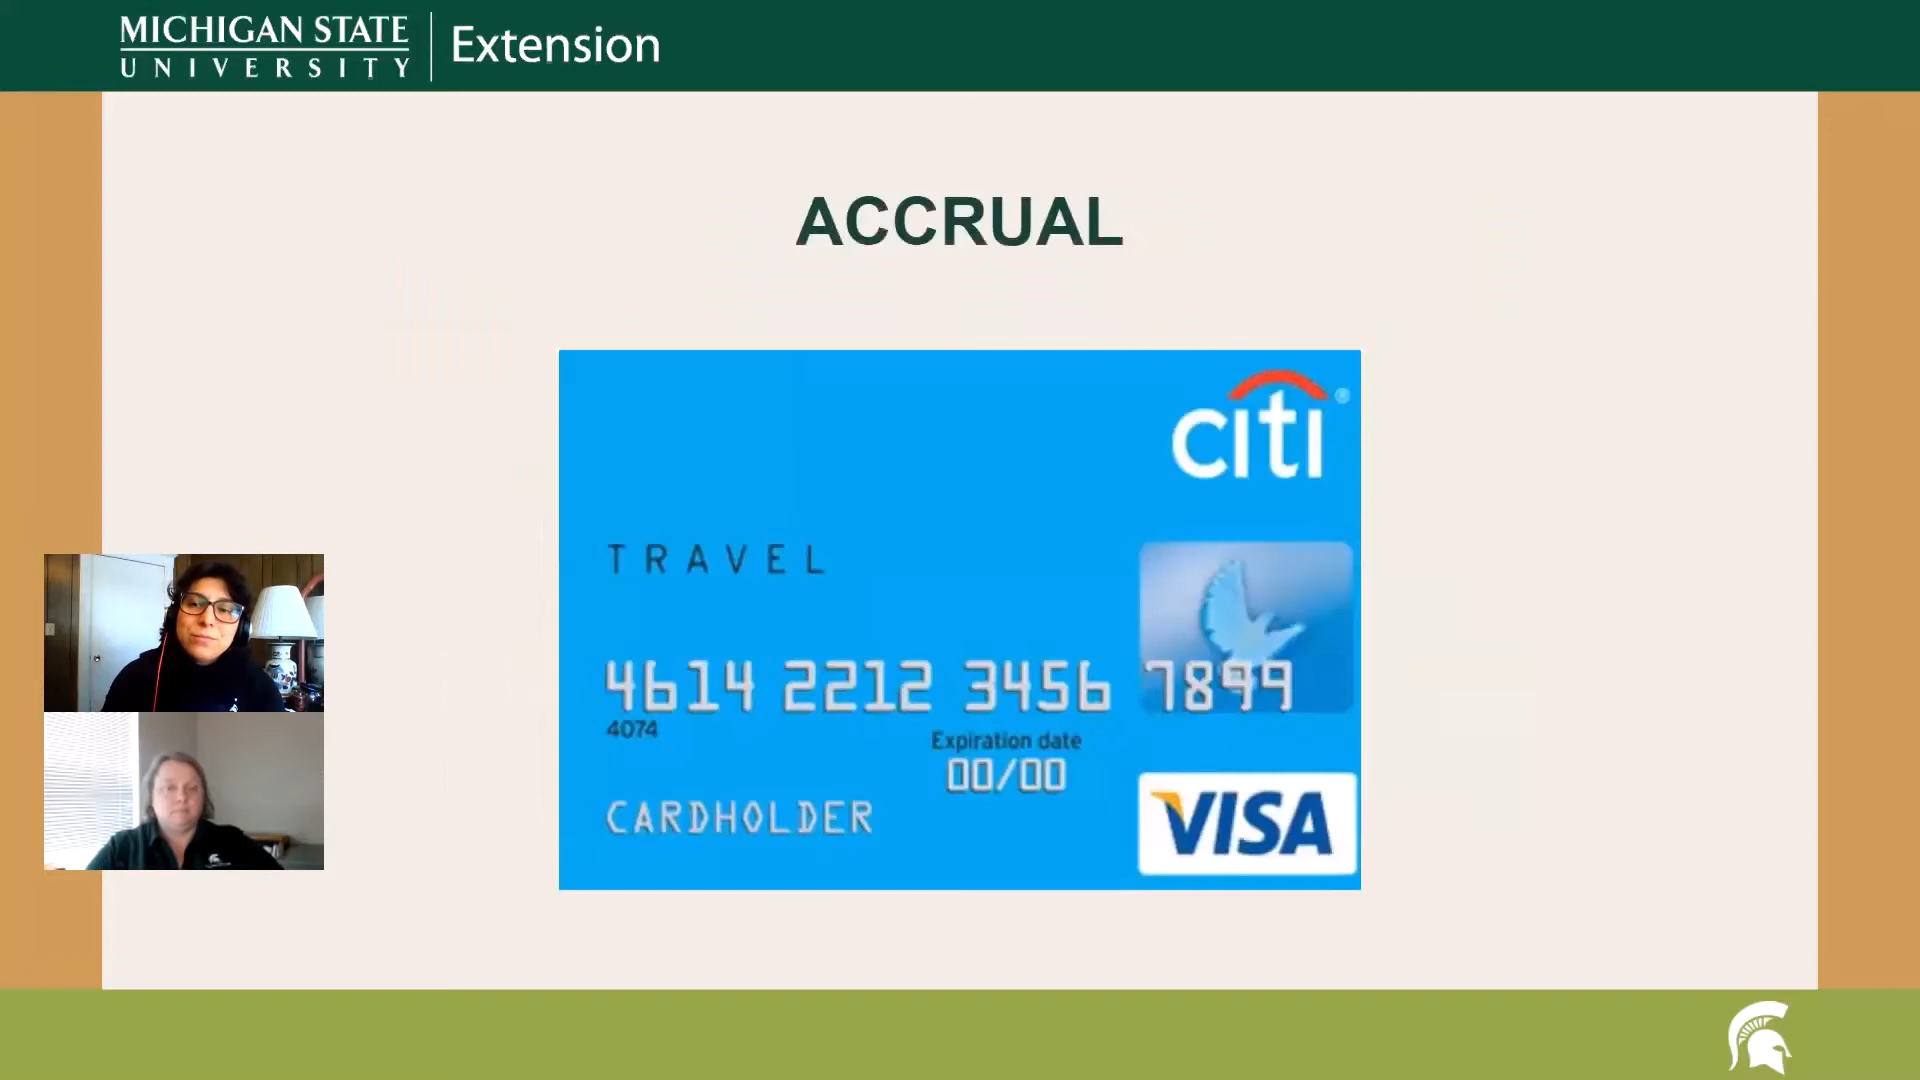 MICHIGAN STATE
UNIVERSITY
Extension
ACCRUAL
citi®
TRAVEL
4614 2212 3456 7899
4074
Expiration date
00/00
CARDHOLDER
VISA